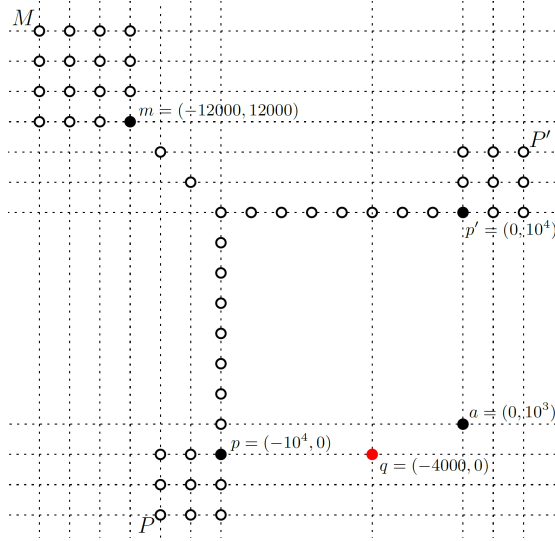 M
m = (−12000, 12000)
P′
p′ = (0, 10⁴)
a = (0, 10³)
p = (−10⁴, 0)
q = (−4000, 0)
P